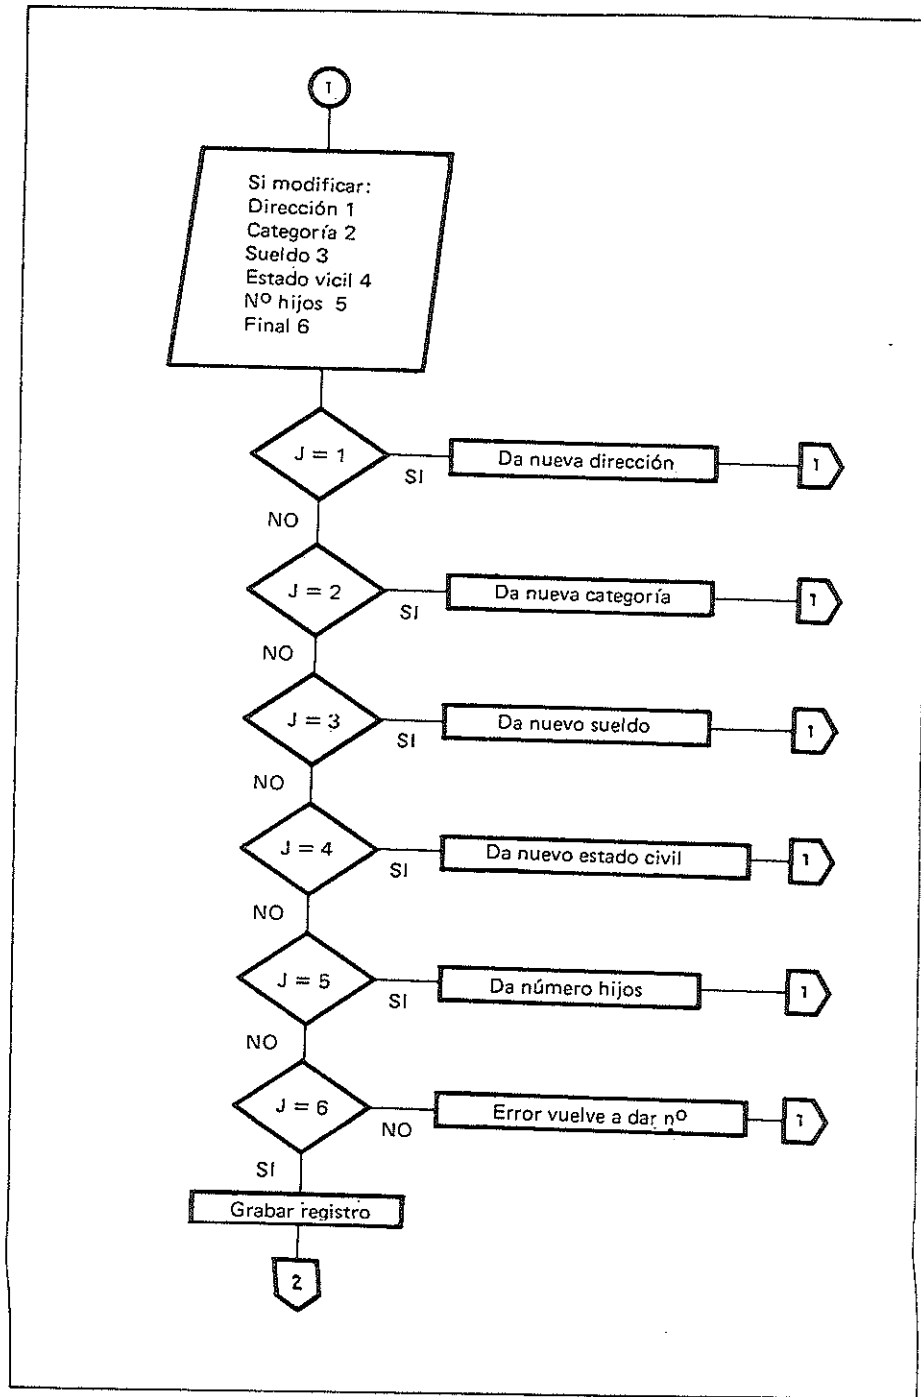 1
Si modificar:
Dirección 1
Categoría 2
Sueldo 3
Estado vicil 4
Nº hijos 5
Final 6
J = 1
SI
Da nueva dirección
1
NO
J = 2
SI
Da nueva categoría
1
NO
J = 3
SI
Da nuevo sueldo
1
NO
J = 4
SI
Da nuevo estado civil
1
NO
J = 5
SI
Da número hijos
1
NO
J = 6
NO
Error vuelve a dar nº
1
SI
Grabar registro
2